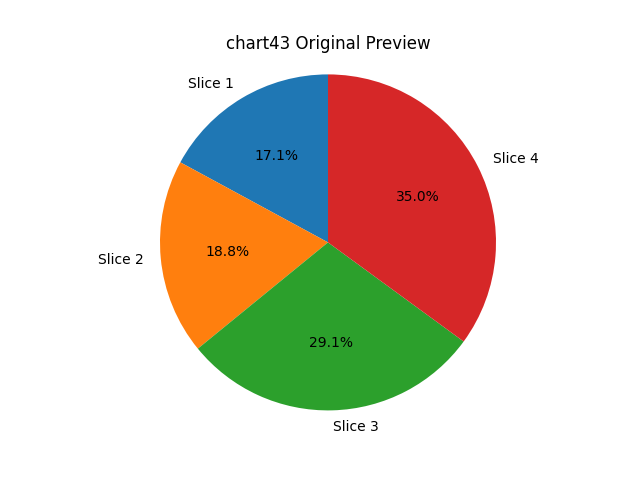 chart43 Original Preview
Slice 1
17.1%
Slice 4
35.0%
Slice 2
18.8%
29.1%
Slice 3